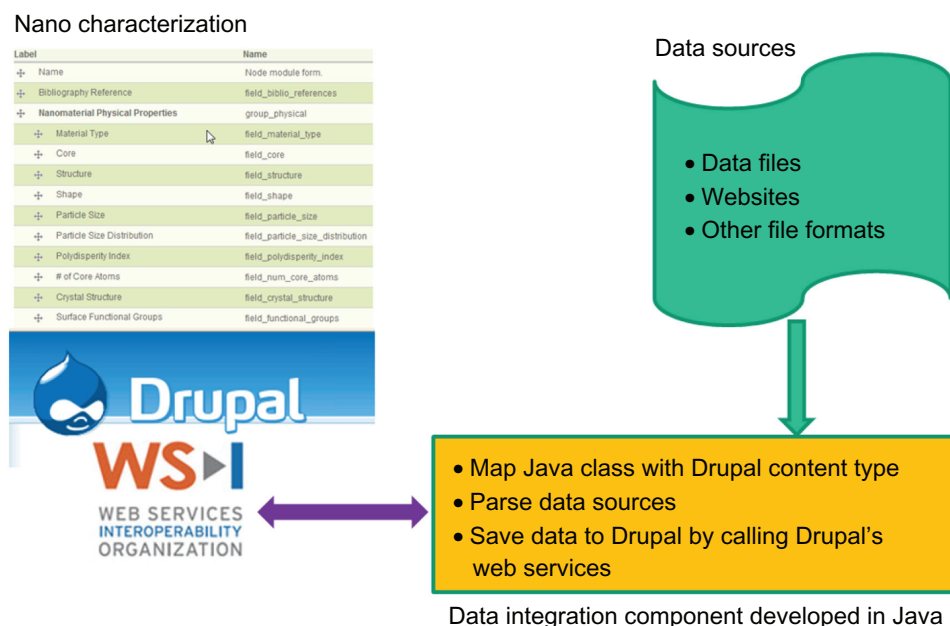 Nano characterization
Label Name
Name Node module form.
Bibliography Reference field_biblio_references
Nanomaterial Physical Properties group_physical
Material Type field_material_type
Core field_core
Structure field_structure
Shape field_shape
Particle Size field_particle_size
Particle Size Distribution field_particle_size_distribution
Polydisperity Index field_polydisperity_index
# of Core Atoms field_num_core_atoms
Crystal Structure field_crystal_structure
Surface Functional Groups field_functional_groups
Drupal
WS I
WEB SERVICES
INTEROPERABILITY
ORGANIZATION
Data sources
• Data files
• Websites
• Other file formats
• Map Java class with Drupal content type
• Parse data sources
• Save data to Drupal by calling Drupal's
web services
Data integration component developed in Java